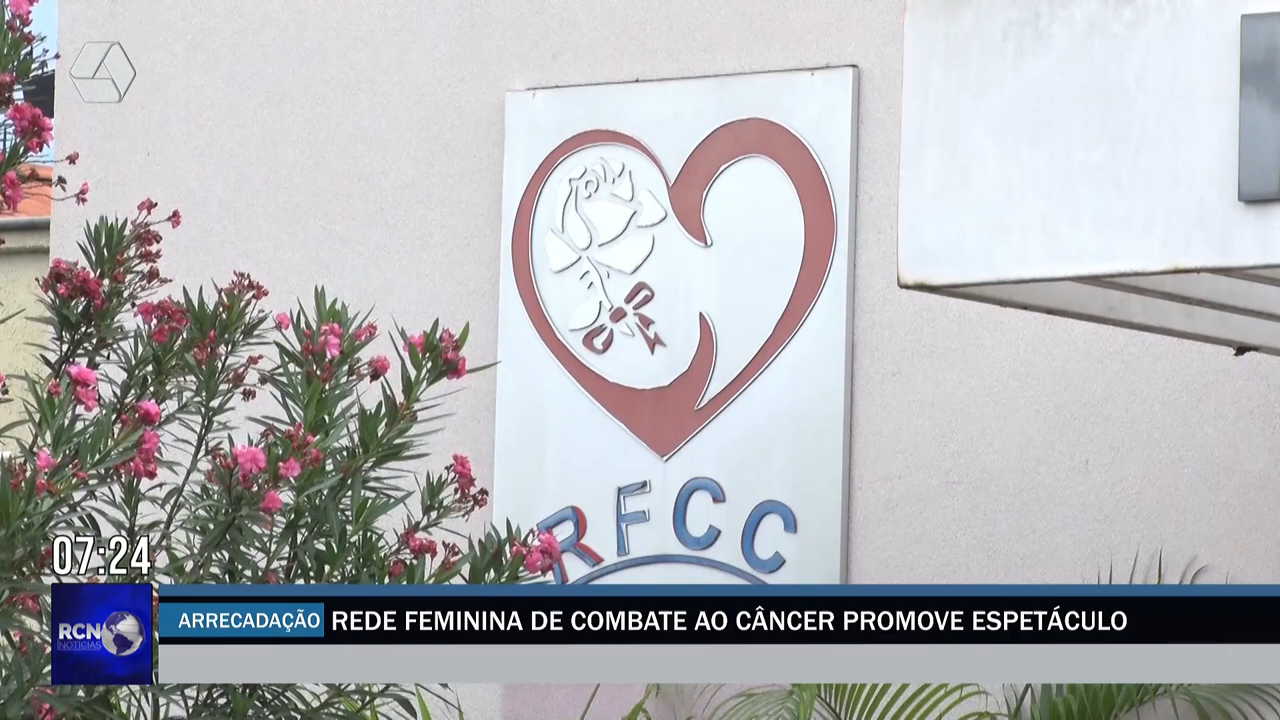 RFCC
07:24
RCN
NOTÍCIAS
ARRECADAÇÃO
REDE FEMININA DE COMBATE AO CÂNCER PROMOVE ESPETÁCULO